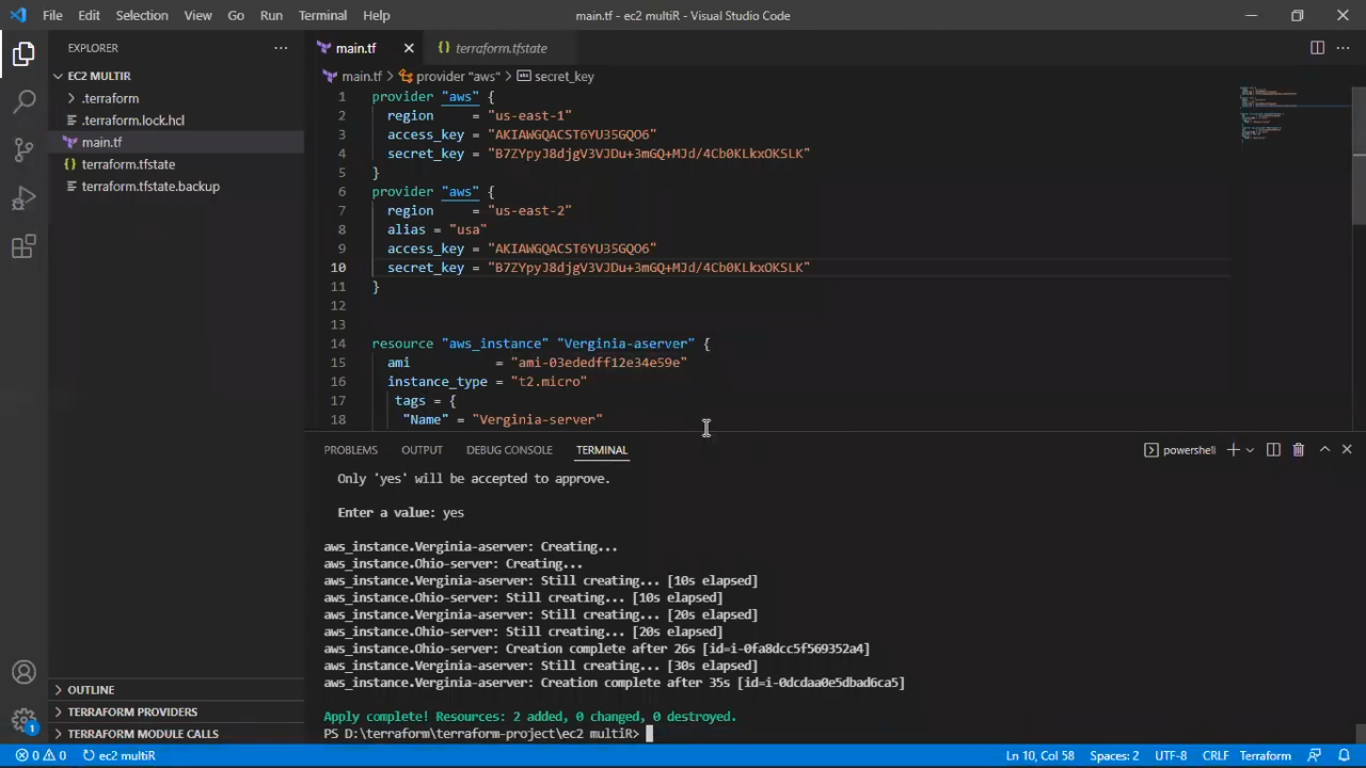 File Edit Selection View Go Run Terminal Help
main.tf - ec2 multiR - Visual Studio Code
EXPLORER
EC2 MULTIR
.terraform
.terraform.lock.hcl
main.tf
terraform.tfstate
terraform.tfstate.backup
OUTLINE
TERRAFORM PROVIDERS
TERRAFORM MODULE CALLS
main.tf terraform.tfstate
main.tf > provider "aws" > secret_key
1 provider "aws" {
2 region = "us-east-1"
3 access_key = "AKIAWGQACST6YU35GQO6"
4 secret_key = "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"
5 }
6 provider "aws" {
7 region = "us-east-2"
8 alias = "usa"
9 access_key = "AKIAWGQACST6YU35GQO6"
10 secret_key = "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"
11 }
12
13
14 resource "aws_instance" "Verginia-aserver" {
15 ami = "ami-03ededff12e34e59e"
16 instance_type = "t2.micro"
17 tags = {
18 "Name" = "Verginia-server"
PROBLEMS OUTPUT DEBUG CONSOLE TERMINAL
powershell
Only 'yes' will be accepted to approve.
Enter a value: yes
aws_instance.Verginia-aserver: Creating...
aws_instance.Ohio-server: Creating...
aws_instance.Verginia-aserver: Still creating... [10s elapsed]
aws_instance.Ohio-server: Still creating... [10s elapsed]
aws_instance.Verginia-aserver: Still creating... [20s elapsed]
aws_instance.Ohio-server: Still creating... [20s elapsed]
aws_instance.Ohio-server: Creation complete after 26s [id=i-0fa8dcc5f569352a4]
aws_instance.Verginia-aserver: Still creating... [30s elapsed]
aws_instance.Verginia-aserver: Creation complete after 35s [id=i-0dcdaa0e5dbad6ca5]
Apply complete! Resources: 2 added, 0 changed, 0 destroyed.
PS D:\terraform\terraform-project\ec2 multiR>
1
0 0 ec2 multiR
Ln 10, Col 58 Spaces: 2 UTF-8 CRLF Terraform